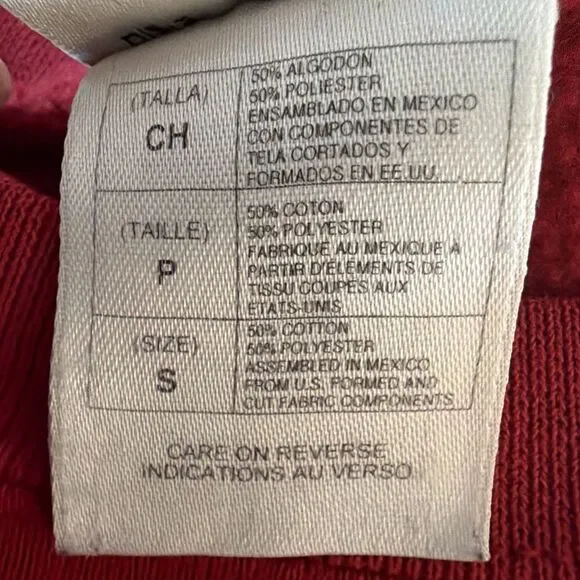 (TALLA)
CH
50% ALGODON
50% POLIESTER
ENSAMBLADO EN MEXICO
CON COMPONENTES DE
TELA CORTADOS Y
FORMADOS EN EE.UU.
(TAILLE)
P
50% COTON
50% POLYESTER
FABRIQUE AU MEXIQUE A
PARTIR D'ELEMENTS DE
TISSU COUPES AUX
ETATS-UNIS
(SIZE)
S
50% COTTON
50% POLYESTER
ASSEMBLED IN MEXICO
FROM U.S. FORMED AND
CUT FABRIC COMPONENTS
CARE ON REVERSE
INDICATIONS AU VERSO